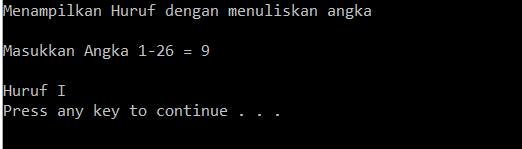 Menampilkan Huruf dengan menuliskan angka
Masukkan Angka 1-26 = 9
Huruf I
Press any key to continue . . .